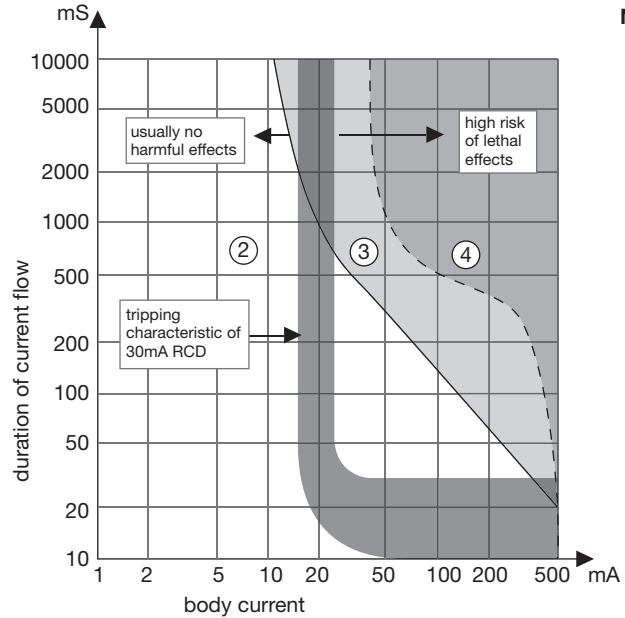 mS
10000
5000
2000
1000
500
200
100
50
20
10
duration of current flow
usually no
harmful effects
high risk
of lethal
effects
2
3
4
tripping
characteristic of
30mA RCD
1 2 5 10 20 50 100 200 500 mA
body current